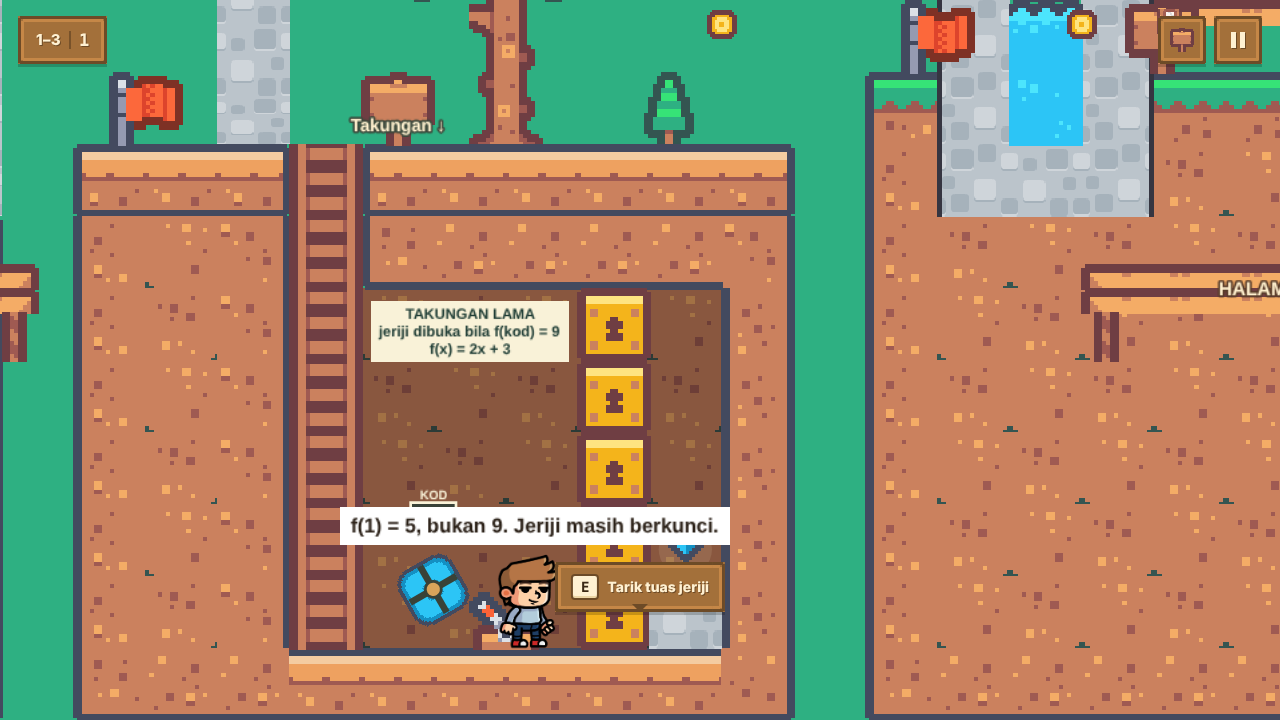 1–3 | 1
Takungan ↓
HALAM
TAKUNGAN LAMA
jeriji dibuka bila f(kod) = 9
f(x) = 2x + 3
KOD
f(1) = 5, bukan 9. Jeriji masih berkunci.
E Tarik tuas jeriji